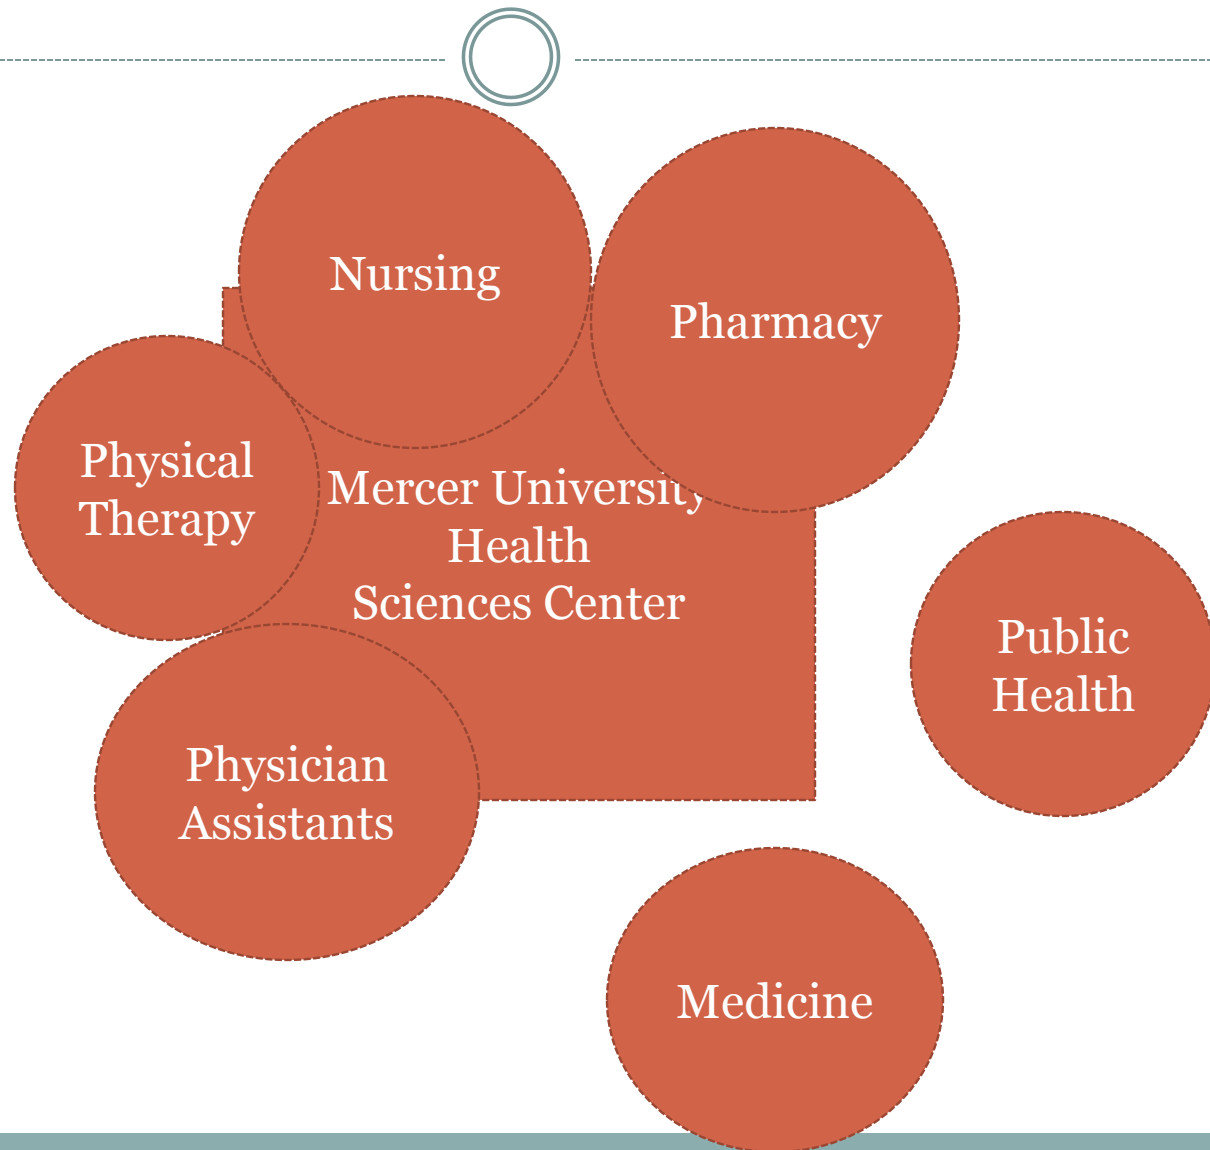 Nursing
Pharmacy
Physical
Therapy
Mercer University
Health
Sciences Center
Public
Health
Physician
Assistants
Medicine